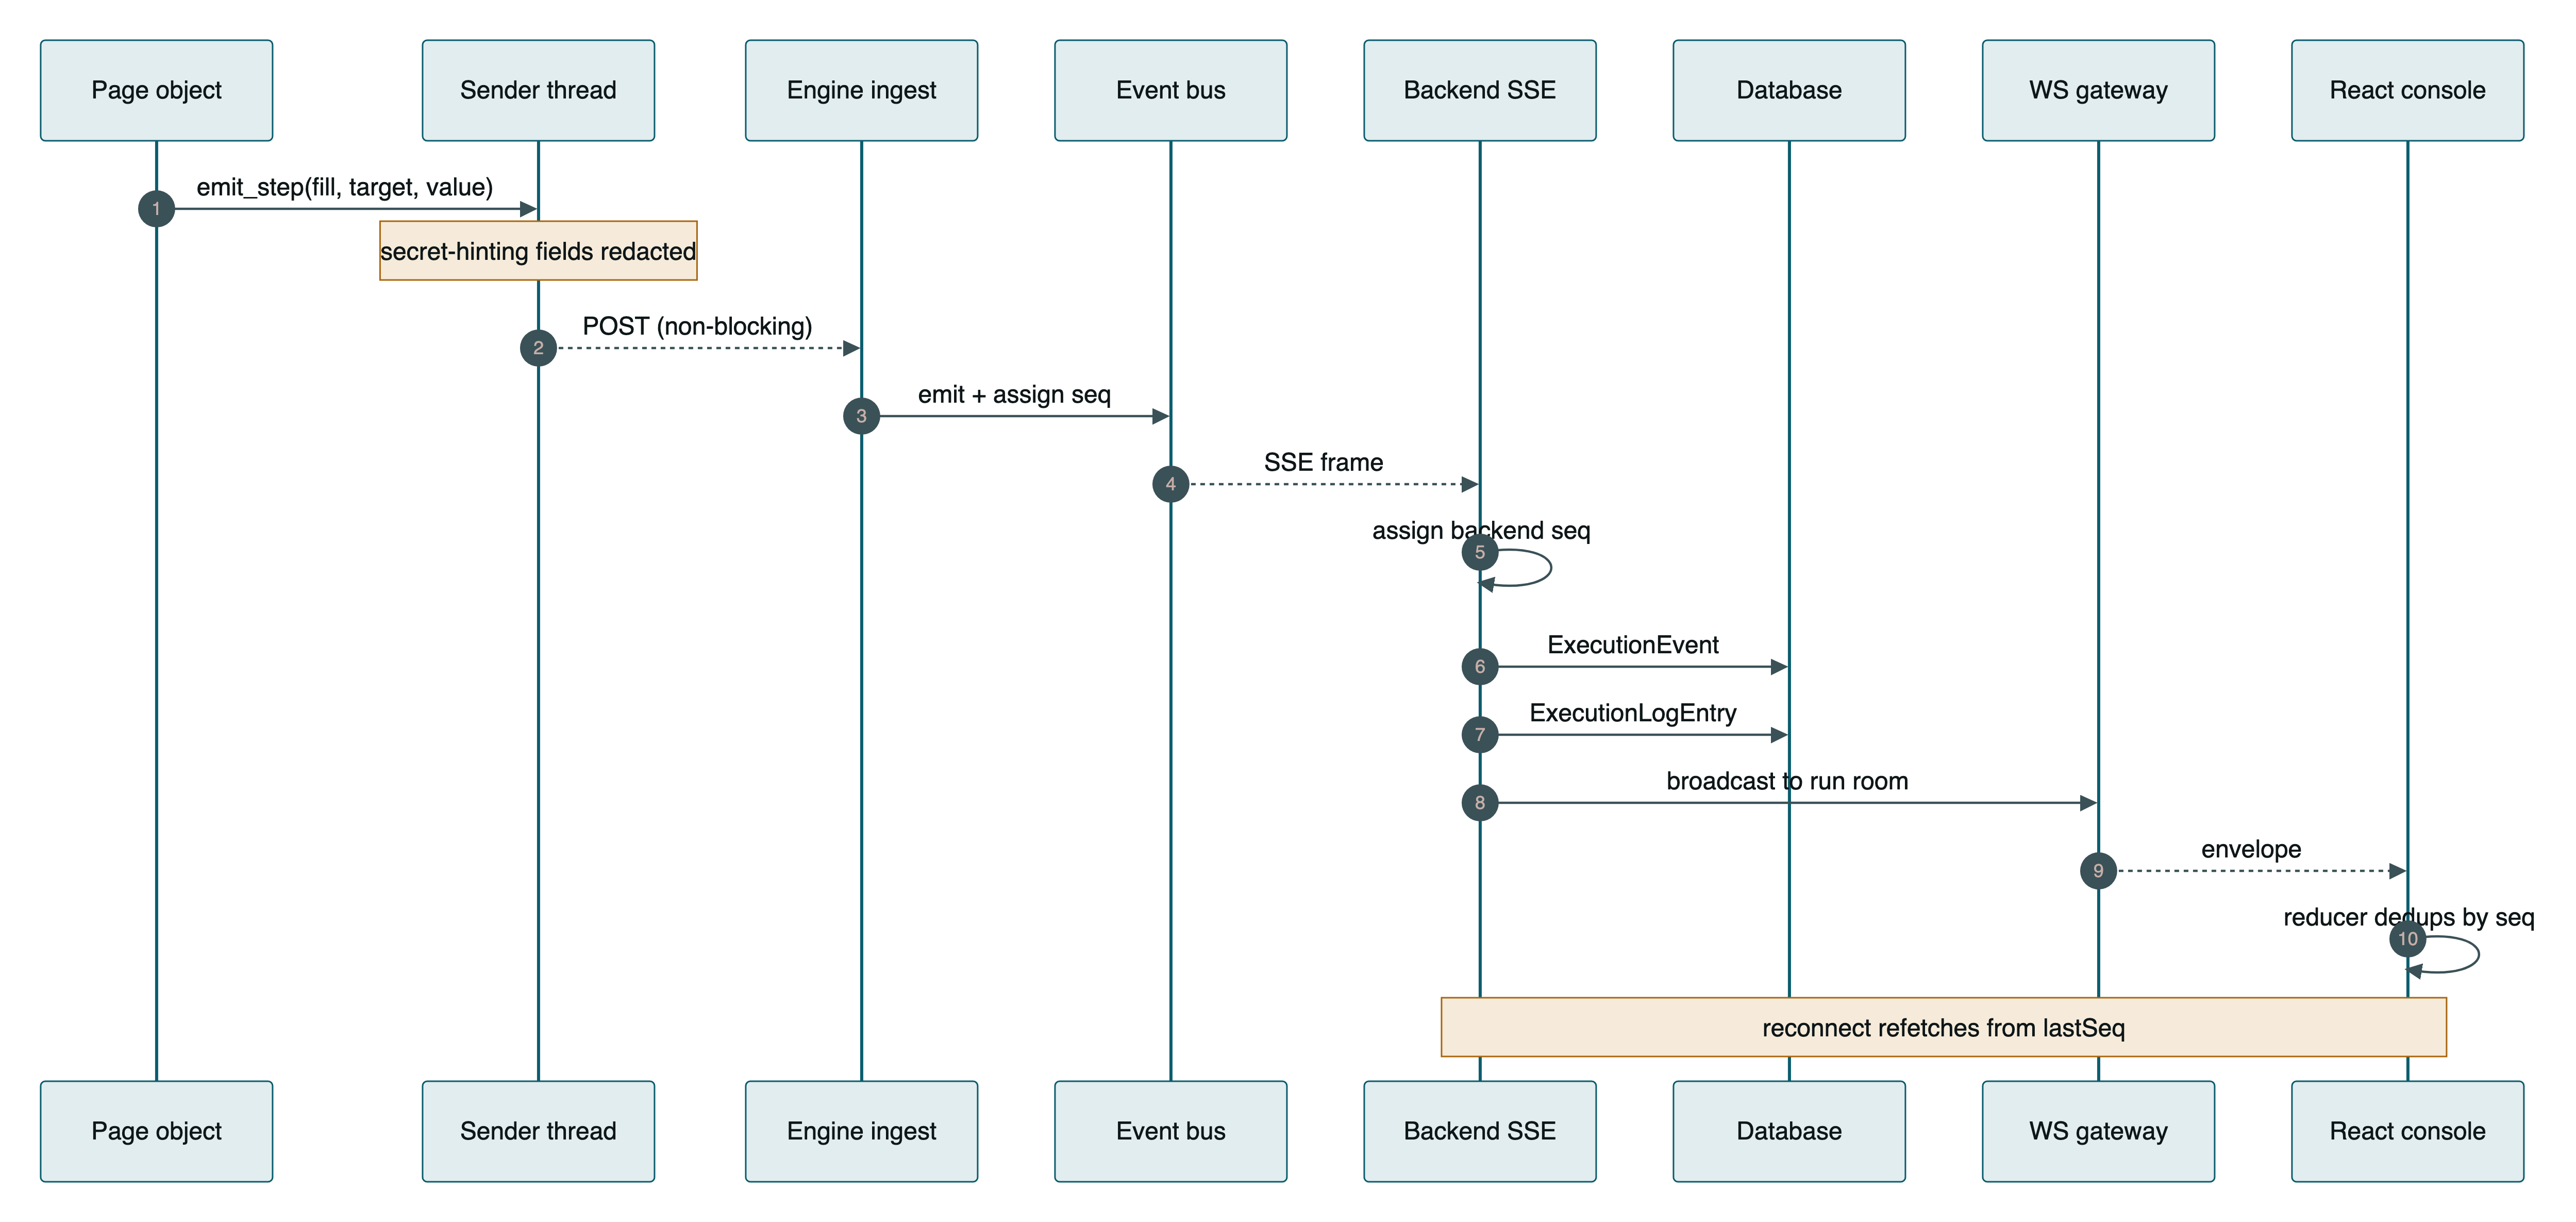 Page object
Sender thread
Engine ingest
Event bus
Backend SSE
Database
WS gateway
React console
emit_step(fill, target, value)
1
secret-hinting fields redacted
POST (non-blocking)
2
emit + assign seq
3
SSE frame
4
assign backend seq
5
ExecutionEvent
6
ExecutionLogEntry
7
broadcast to run room
8
envelope
9
reducer dedups by seq
10
reconnect refetches from lastSeq
Page object
Sender thread
Engine ingest
Event bus
Backend SSE
Database
WS gateway
React console